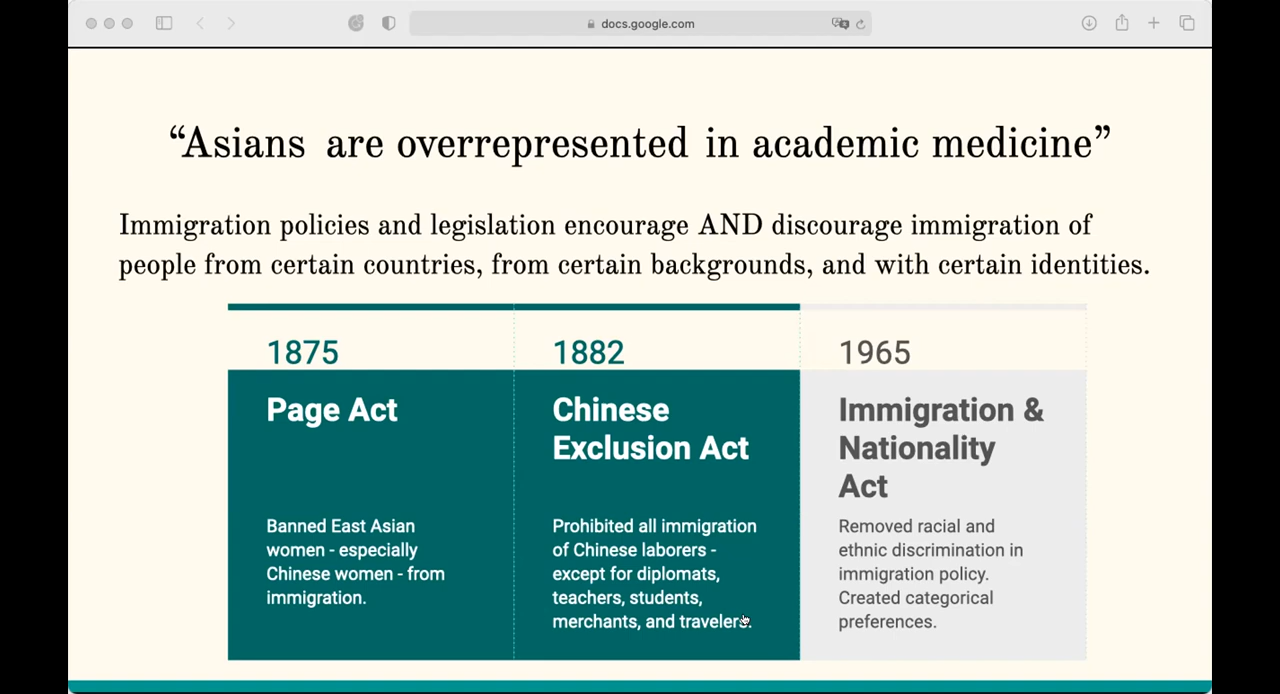 docs.google.com
“Asians are overrepresented in academic medicine”
Immigration policies and legislation encourage AND discourage immigration of
people from certain countries, from certain backgrounds, and with certain identities.
1875
Page Act
Banned East Asian
women - especially
Chinese women - from
immigration.
1882
Chinese
Exclusion Act
Prohibited all immigration
of Chinese laborers -
except for diplomats,
teachers, students,
merchants, and travelers.
1965
Immigration &
Nationality
Act
Removed racial and
ethnic discrimination in
immigration policy.
Created categorical
preferences.